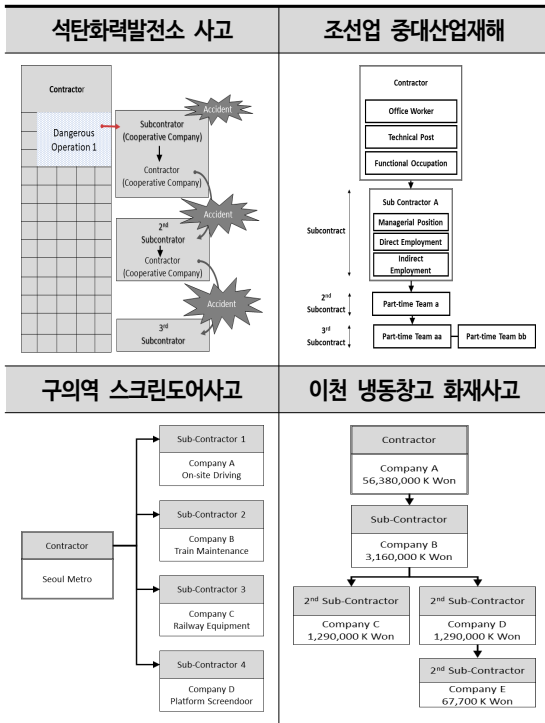 석탄화력발전소 사고
Contractor
Dangerous
Operation 1
Accident
Subcontrator
(Cooperative Company)
Contractor
(Cooperative Company)
Accident
2nd
Subcontrator
Contractor
(Cooperative Company)
Accident
3rd
Subcontrator
조선업 중대산업재해
Contractor
Office Worker
Technical Post
Functional Occupation
Subcontract
Sub Contractor A
Managerial Position
Direct Employment
Indirect
Employment
2nd
Subcontract
Part-time Team a
3rd
Subcontract
Part-time Team aa
Part-time Team bb
구의역 스크린도어사고
Contractor
Seoul Metro
Sub-Contractor 1
Company A
On-site Driving
Sub-Contractor 2
Company B
Train Maintenance
Sub-Contractor 3
Company C
Railway Equipment
Sub-Contractor 4
Company D
Platform Screendoor
이천 냉동창고 화재사고
Contractor
Company A
56,380,000 K Won
Sub-Contractor
Company B
3,160,000 K Won
2nd Sub-Contractor
Company C
1,290,000 K Won
2nd Sub-Contractor
Company D
1,290,000 K Won
2nd Sub-Contractor
Company E
67,700 K Won